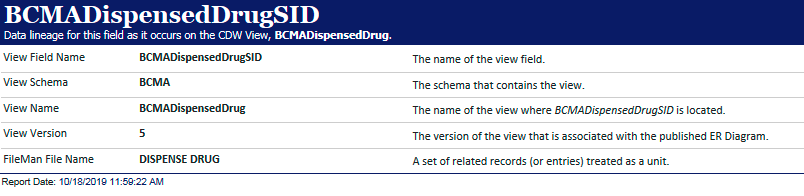 BCMADispensedDrugSID
Data lineage for this field as it occurs on the CDW View, BCMADispensedDrug.
View Field Name BCMADispensedDrugSID The name of the view field.
View Schema BCMA The schema that contains the view.
View Name BCMADispensedDrug The name of the view where BCMADispensedDrugSID is located.
View Version 5 The version of the view that is associated with the published ER Diagram.
FileMan File Name DISPENSE DRUG A set of related records (or entries) treated as a unit.
Report Date: 10/18/2019 11:59:22 AM